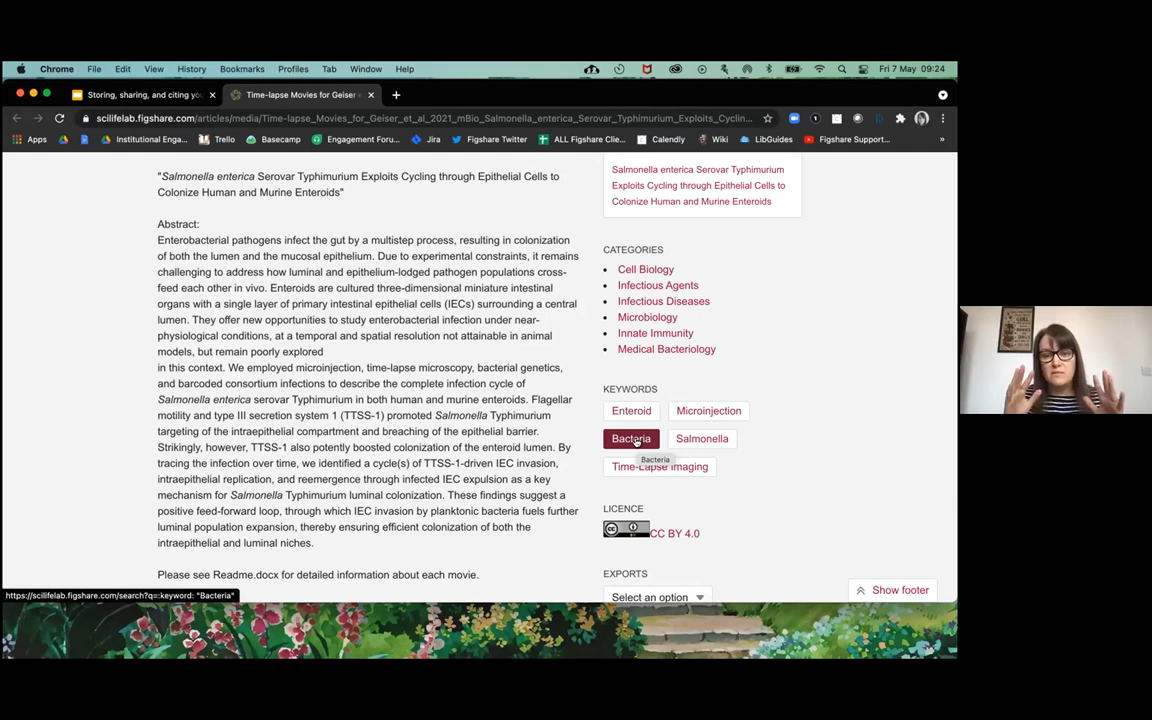 Chrome File Edit View History Bookmarks Profiles Tab Window Help Fri 7 May 09:24
Storing, sharing, and citing yo Time-lapse Movies for Geiser e
scilifelab.figshare.com/articles/media/Time-lapse_Movies_for_Geiser_et_al_2021_mBio_Salmonella_enterica_Serovar_Typhimurium_Exploits_Cyclin...
Apps Institutional Enga... Trello Basecamp Engagement Foru... Jira Figshare Twitter ALL Figshare Clie... Calendly Wiki LibGuides Figshare Support... »
"Salmonella enterica Serovar Typhimurium Exploits Cycling through Epithelial Cells to
Colonize Human and Murine Enteroids"
Abstract:
Enterobacterial pathogens infect the gut by a multistep process, resulting in colonization
of both the lumen and the mucosal epithelium. Due to experimental constraints, it remains
challenging to address how luminal and epithelium-lodged pathogen populations cross-
feed each other in vivo. Enteroids are cultured three-dimensional miniature intestinal
organs with a single layer of primary intestinal epithelial cells (IECs) surrounding a central
lumen. They offer new opportunities to study enterobacterial infection under near-
physiological conditions, at a temporal and spatial resolution not attainable in animal
models, but remain poorly explored
in this context. We employed microinjection, time-lapse microscopy, bacterial genetics,
and barcoded consortium infections to describe the complete infection cycle of
Salmonella enterica serovar Typhimurium in both human and murine enteroids. Flagellar
motility and type III secretion system 1 (TTSS-1) promoted Salmonella Typhimurium
targeting of the intraepithelial compartment and breaching of the epithelial barrier.
Strikingly, however, TTSS-1 also potently boosted colonization of the enteroid lumen. By
tracing the infection over time, we identified a cycle(s) of TTSS-1-driven IEC invasion,
intraepithelial replication, and reemergence through infected IEC expulsion as a key
mechanism for Salmonella Typhimurium luminal colonization. These findings suggest a
positive feed-forward loop, through which IEC invasion by planktonic bacteria fuels further
luminal population expansion, thereby ensuring efficient colonization of both the
intraepithelial and luminal niches.
Please see Readme.docx for detailed information about each movie.
Salmonella enterica Serovar Typhimurium
Exploits Cycling through Epithelial Cells to
Colonize Human and Murine Enteroids
CATEGORIES
Cell Biology
Infectious Agents
Infectious Diseases
Microbiology
Innate Immunity
Medical Bacteriology
KEYWORDS
Enteroid Microinjection
Bacteria Salmonella
Bacteria
Time-Lapse Imaging
LICENCE
CC BY 4.0
EXPORTS
Select an option
Show footer
https://scilifelab.figshare.com/search?q=:keyword: "Bacteria"